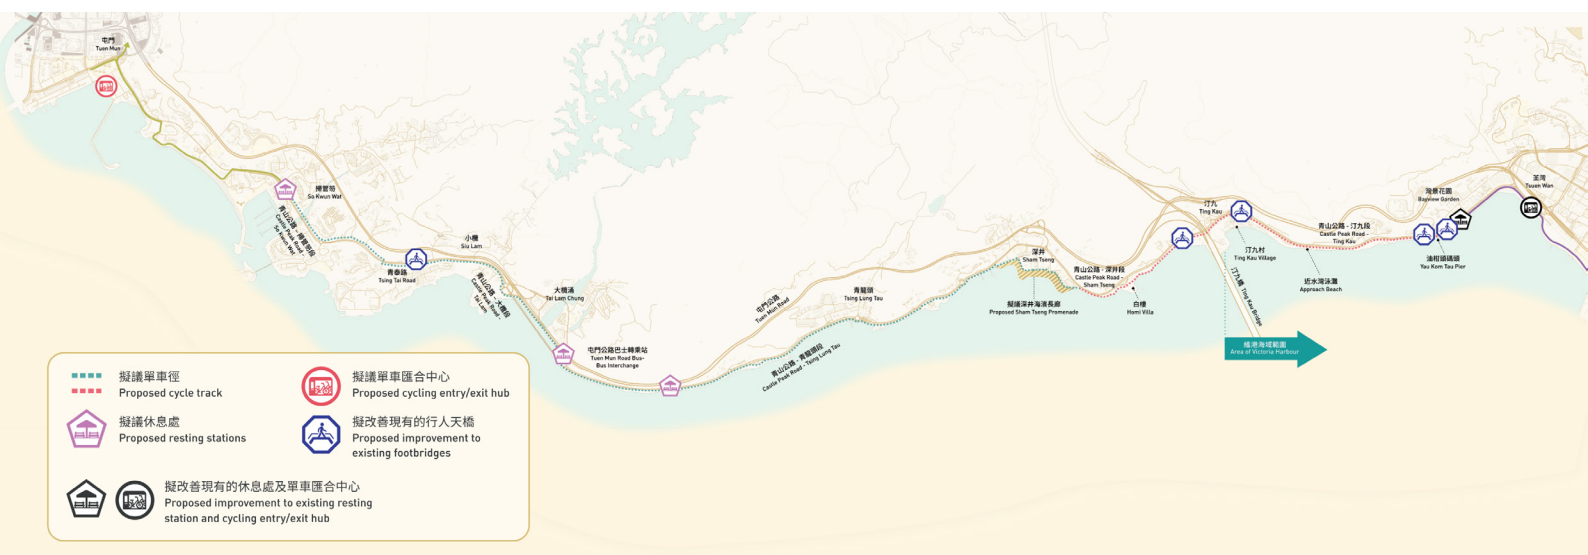 屯門
Tuen Mun
掃管笏
So Kwun Wat
青山公路 - 掃管笏段
Castle Peak Road -
So Kwun Wat
青泰路
Tsing Tai Road
小欖
Siu Lam
青山公路 - 大欖段
Castle Peak Road -
Tai Lam
大欖涌
Tai Lam Chung
屯門公路巴士轉乘站
Tuen Mun Road Bus-
Bus Interchange
屯門公路
Tuen Mun Road
青龍頭
Tsing Lung Tau
青山公路 - 青龍頭段
Castle Peak Road - Tsing Lung Tau
深井
Sham Tseng
擬議深井海濱長廊
Proposed Sham Tseng Promenade
青山公路 - 深井段
Castle Peak Road -
Sham Tseng
白樓
Homi Villa
汀九
Ting Kau
汀九村
Ting Kau Village
汀九橋 Ting Kau Bridge
青山公路 - 汀九段
Castle Peak Road -
Ting Kau
近水灣泳灘
Approach Beach
灣景花園
Bayview Garden
油柑頭碼頭
Yau Kom Tau Pier
荃灣
Tsuen Wan
維港海域範圍
Area of Victoria Harbour
擬議單車徑
Proposed cycle track
擬議單車匯合中心
Proposed cycling entry/exit hub
擬議休息處
Proposed resting stations
擬改善現有的行人天橋
Proposed improvement to
existing footbridges
擬改善現有的休息處及單車匯合中心
Proposed improvement to existing resting
station and cycling entry/exit hub